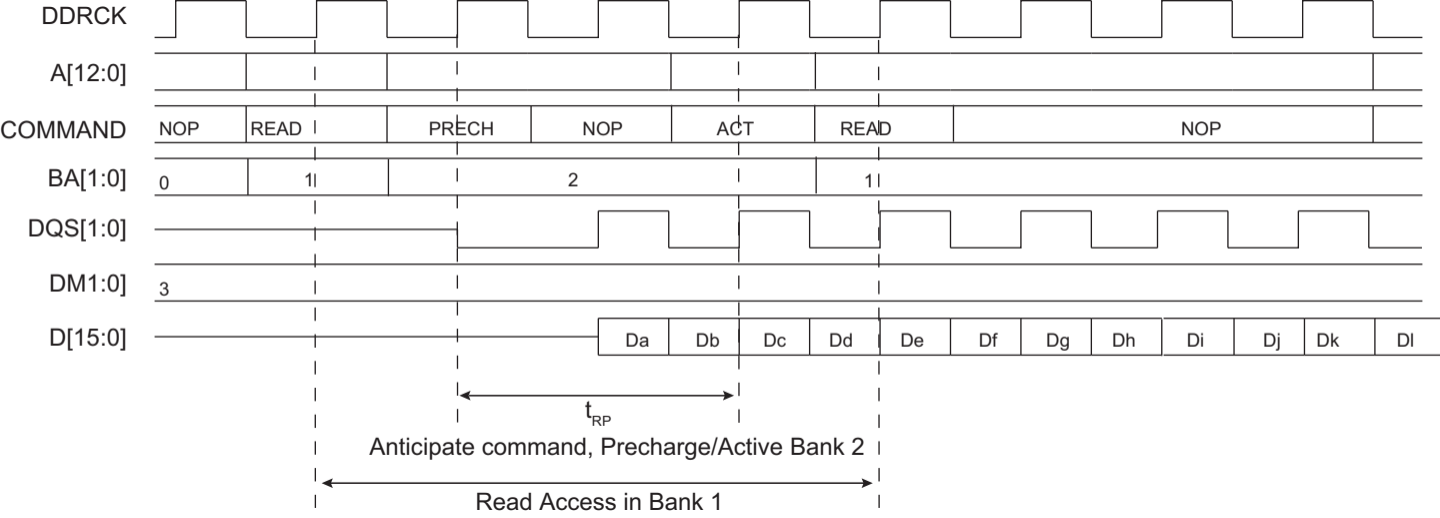 DDRCK
A[12:0]
COMMAND NOP READ PRECH NOP ACT READ NOP
BA[1:0] 0 1 2 1
DQS[1:0]
DM1:0] 3
D[15:0] Da Db Dc Dd De Df Dg Dh Di Dj Dk Dl
tRP
Anticipate command, Precharge/Active Bank 2
Read Access in Bank 1